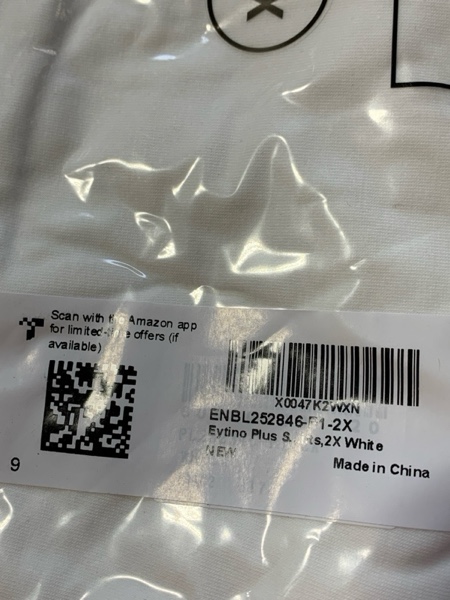 Scan with the Amazon app
for limited-time offers (if
available)
X0047K2WXN
ENBL252846-P1-2X
Eytino Plus ,2X White
NEW
Made in China
9